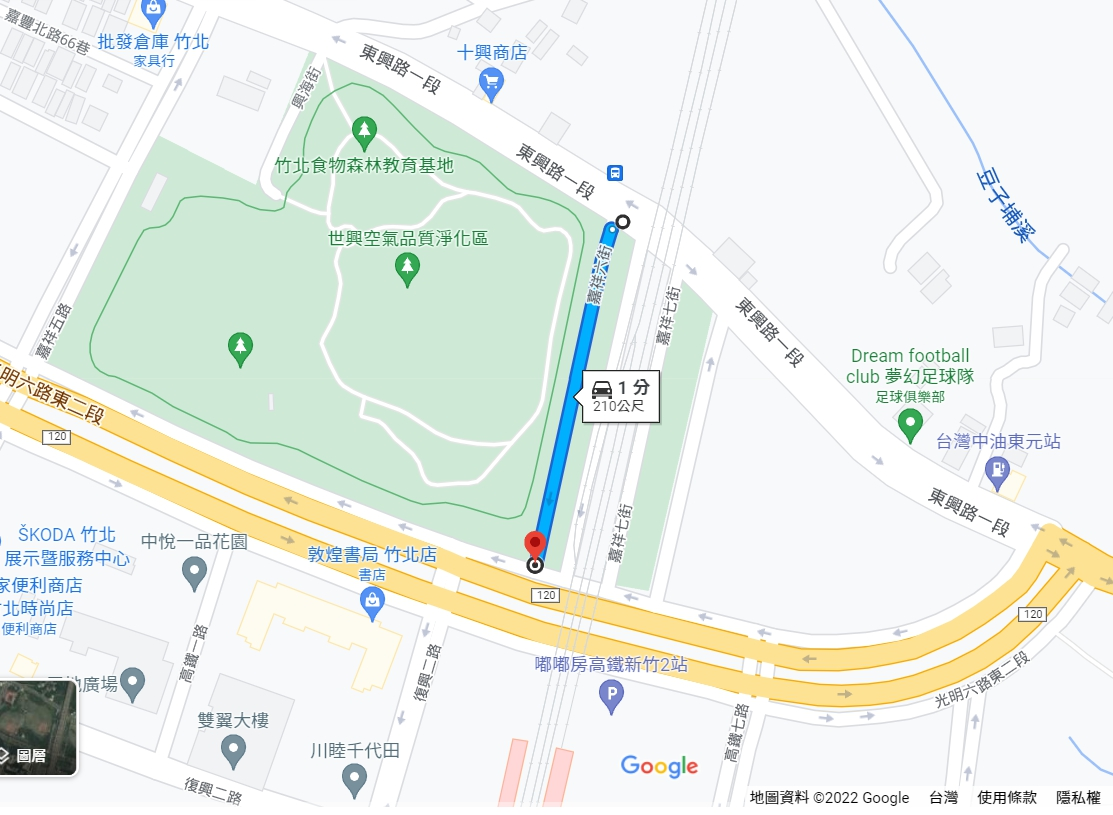 嘉豐北路66巷
批發倉庫 竹北
家具行
十興商店
東興路一段
興海街
竹北食物森林教育基地
東興路一段
世興空氣品質淨化區
豆子埔溪
嘉祥六街
嘉祥七街
東興路一段
嘉祥五路
Dream football
club 夢幻足球隊
足球俱樂部
1 分
210公尺
明六路東二段
120
台灣中油東元站
東興路一段
嘉祥七街
ŠKODA 竹北
展示暨服務中心
中悅一品花園
敦煌書局 竹北店
書店
120
家便利商店
北時尚店
便利商店
120
高鐵一路
復興二路
嘟嘟房高鐵新竹2站
P
光明六路東二段
廣場
雙翼大樓
高鐵七路
川睦千代田
圖層
復興二路
Google
地圖資料 ©2022 Google 台灣 使用條款 隱私權